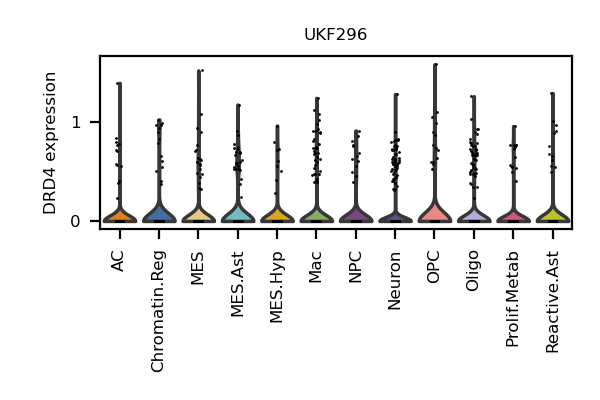 UKF296
DRD4 expression
1
0
AC
Chromatin.Reg
MES
MES.Ast
MES.Hyp
Mac
NPC
Neuron
OPC
Oligo
Prolif.Metab
Reactive.Ast